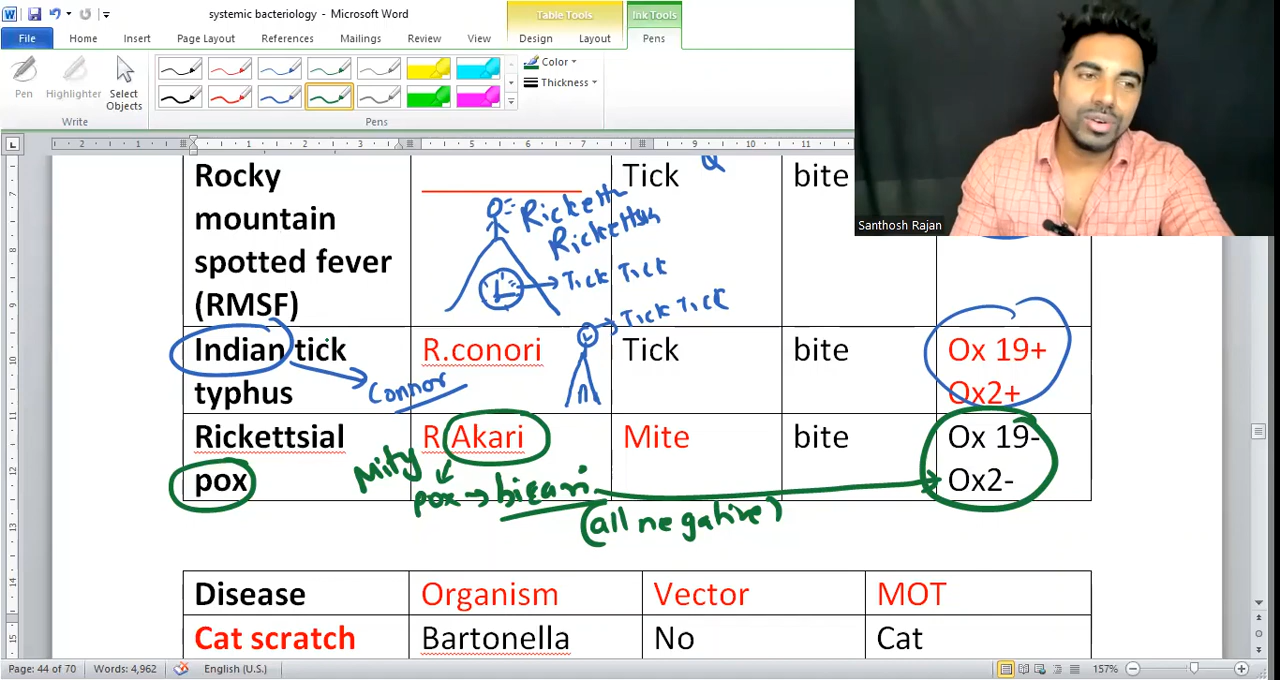 systemic bacteriology - Microsoft Word
Table Tools
Ink Tools
File
Home
Insert
Page Layout
References
Mailings
Review
View
Design
Layout
Pens
Pen
Highlighter
Select Objects
Color
Thickness
Write
Pens
Santhosh Rajan
Rocky mountain spotted fever (RMSF)
Tick
bite
Tick Tick
Indian tick typhus
Connor
R.conori
Tick Tick
Tick
bite
Ox 19+
Ox2+
Rickettsial pox
R Akari
Mite
bite
Ox 19-
Ox2-
Mity
pox
(all negative)
Disease
Organism
Vector
MOT
Cat scratch
Bartonella
No
Cat
Page: 44 of 70
Words: 4,962
English (U.S.)
157%